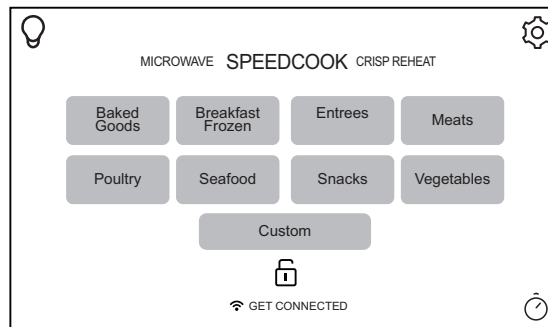 MICROWAVE SPEEDCOOK CRISP REHEAT
Baked
Goods
Breakfast
Frozen
Entrees
Meats
Poultry
Seafood
Snacks
Vegetables
Custom
GET CONNECTED